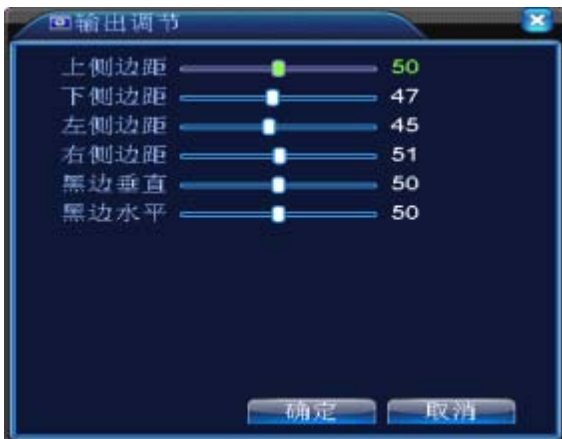 输出调节
上侧边距 50
下侧边距 47
左侧边距 45
右侧边距 51
黑边垂直 50
黑边水平 50
确定 取消